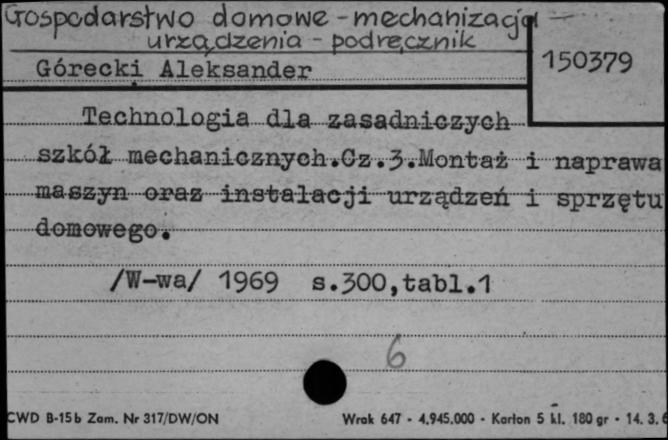 Gospodarstwo domowe - mechanizacja -
urządzenia - podręcznik
Górecki Aleksander
150379
Technologia dla zasadniczych
szkół mechanicznych.Cz.3.Montaż i naprawa
maszyn oraz instalacji urządzeń i sprzętu
domowego.
/W-wa/ 1969 s.300,tabl.1
6
CWD B-15b Zam. Nr 317/DW/ON
Wrak 647 - 4.945.000 - Karton 5 kl. 180 gr - 14. 3.